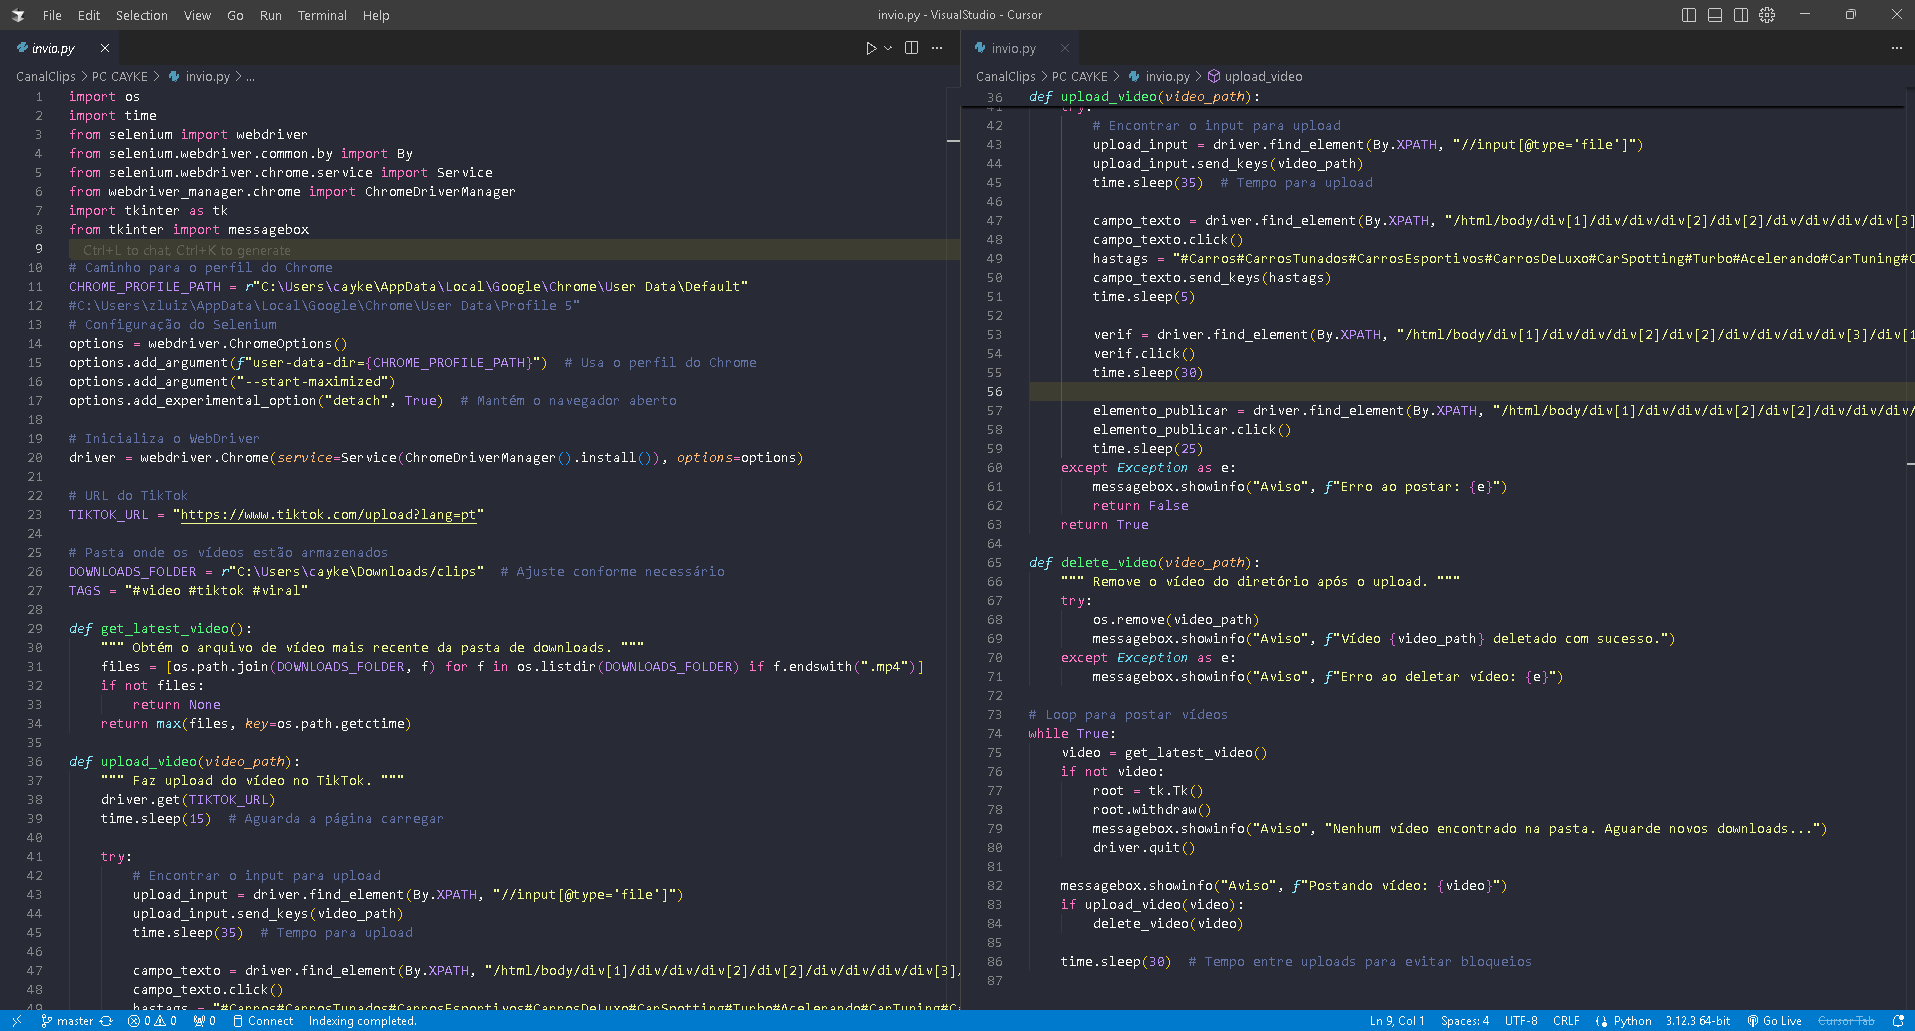 File Edit Selection View Go Run Terminal Help
invio.py - VisualStudio - Cursor
invio.py
CanalClips > PC CAYKE > invio.py > ...
1 import os
2 import time
3 from selenium import webdriver
4 from selenium.webdriver.common.by import By
5 from selenium.webdriver.chrome.service import Service
6 from webdriver_manager.chrome import ChromeDriverManager
7 import tkinter as tk
8 from tkinter import messagebox
9 Ctrl+L to chat, Ctrl+K to generate
10 # Caminho para o perfil do Chrome
11 CHROME_PROFILE_PATH = r"C:\Users\cayke\AppData\Local\Google\Chrome\User Data\Default"
12 #C:\Users\zluiz\AppData\Local\Google\Chrome\User Data\Profile 5"
13 # Configuração do Selenium
14 options = webdriver.ChromeOptions()
15 options.add_argument(f"user-data-dir={CHROME_PROFILE_PATH}")  # Usa o perfil do Chrome
16 options.add_argument("--start-maximized")
17 options.add_experimental_option("detach", True)  # Mantém o navegador aberto
18
19 # Inicializa o WebDriver
20 driver = webdriver.Chrome(service=Service(ChromeDriverManager().install()), options=options)
21
22 # URL do TikTok
23 TIKTOK_URL = "https://www.tiktok.com/upload?lang=pt"
24
25 # Pasta onde os vídeos estão armazenados
26 DOWNLOADS_FOLDER = r"C:\Users\cayke\Downloads/clips"  # Ajuste conforme necessário
27 TAGS = "#video #tiktok #viral"
28
29 def get_latest_video():
30 """ Obtém o arquivo de vídeo mais recente da pasta de downloads. """
31 files = [os.path.join(DOWNLOADS_FOLDER, f) for f in os.listdir(DOWNLOADS_FOLDER) if f.endswith(".mp4")]
32 if not files:
33 return None
34 return max(files, key=os.path.getctime)
35
36 def upload_video(video_path):
37 """ Faz upload do vídeo no TikTok. """
38 driver.get(TIKTOK_URL)
39 time.sleep(15)  # Aguarda a página carregar
40
41 try:
42 # Encontrar o input para upload
43 upload_input = driver.find_element(By.XPATH, "//input[@type='file']")
44 upload_input.send_keys(video_path)
45 time.sleep(35)  # Tempo para upload
46
47 campo_texto = driver.find_element(By.XPATH, "/html/body/div[1]/div/div/div[2]/div[2]/div/div/div/div[3]/
48 campo_texto.click()
49 hastags = "#Carros#CarrosTunados#CarrosEsportivos#CarrosDeLuxo#CarSpotting#Turbo#Acelerando#CarTuning#C
invio.py
CanalClips > PC CAYKE > invio.py > upload_video
36 def upload_video(video_path):
41 try:
42 # Encontrar o input para upload
43 upload_input = driver.find_element(By.XPATH, "//input[@type='file']")
44 upload_input.send_keys(video_path)
45 time.sleep(35)  # Tempo para upload
46
47 campo_texto = driver.find_element(By.XPATH, "/html/body/div[1]/div/div/div[2]/div[2]/div/div/div/div[3]
48 campo_texto.click()
49 hastags = "#Carros#CarrosTunados#CarrosEsportivos#CarrosDeLuxo#CarSpotting#Turbo#Acelerando#CarTuning#C
50 campo_texto.send_keys(hastags)
51 time.sleep(5)
52
53 verif = driver.find_element(By.XPATH, "/html/body/div[1]/div/div/div[2]/div[2]/div/div/div/div[3]/div[1
54 verif.click()
55 time.sleep(30)
56
57 elemento_publicar = driver.find_element(By.XPATH, "/html/body/div[1]/div/div/div[2]/div[2]/div/div/div/
58 elemento_publicar.click()
59 time.sleep(25)
60 except Exception as e:
61 messagebox.showinfo("Aviso", f"Erro ao postar: {e}")
62 return False
63 return True
64
65 def delete_video(video_path):
66 """ Remove o vídeo do diretório após o upload. """
67 try:
68 os.remove(video_path)
69 messagebox.showinfo("Aviso", f"Vídeo {video_path} deletado com sucesso.")
70 except Exception as e:
71 messagebox.showinfo("Aviso", f"Erro ao deletar vídeo: {e}")
72
73 # Loop para postar vídeos
74 while True:
75 video = get_latest_video()
76 if not video:
77 root = tk.Tk()
78 root.withdraw()
79 messagebox.showinfo("Aviso", "Nenhum vídeo encontrado na pasta. Aguarde novos downloads...")
80 driver.quit()
81
82 messagebox.showinfo("Aviso", f"Postando vídeo: {video}")
83 if upload_video(video):
84 delete_video(video)
85
86 time.sleep(30)  # Tempo entre uploads para evitar bloqueios
87
master 0 0 0 Connect Indexing completed. Ln 9, Col 1 Spaces: 4 UTF-8 CRLF Python 3.12.3 64-bit Go Live Cursor Tab